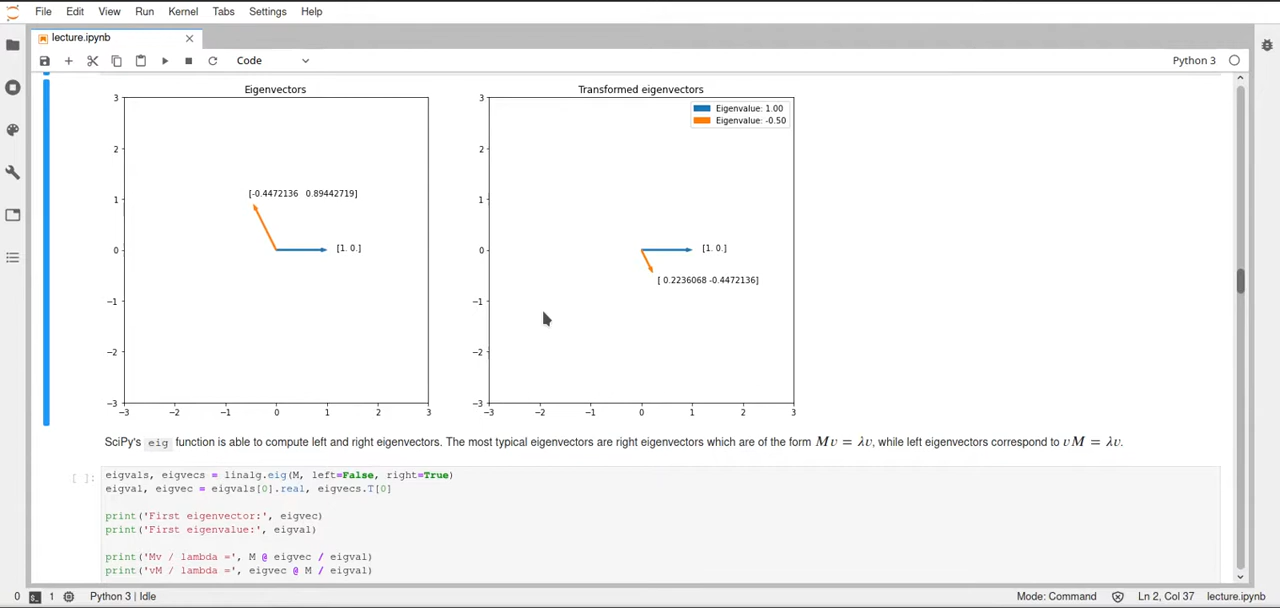 File Edit View Run Kernel Tabs Settings Help
lecture.ipynb
Code
Python 3
Eigenvectors
3
2
1
0
−1
−2
−3
−3 −2 −1 0 1 2 3
[-0.4472136 0.89442719]
[1. 0.]
Transformed eigenvectors
3
2
1
0
−1
−2
−3
−3 −2 −1 0 1 2 3
Eigenvalue: 1.00
Eigenvalue: -0.50
[1. 0.]
[ 0.2236068 -0.4472136]
SciPy's eig function is able to compute left and right eigenvectors. The most typical eigenvectors are right eigenvectors which are of the form Mv = λv, while left eigenvectors correspond to vM = λv.
[ ]:
eigvals, eigvecs = linalg.eig(M, left=False, right=True)
eigval, eigvec = eigvals[0].real, eigvecs.T[0]
print('First eigenvector:', eigvec)
print('First eigenvalue:', eigval)
print('Mv / lambda =', M @ eigvec / eigval)
print('vM / lambda =', eigvec @ M / eigval)
0 1 Python 3 | Idle Mode: Command Ln 2, Col 37 lecture.ipynb